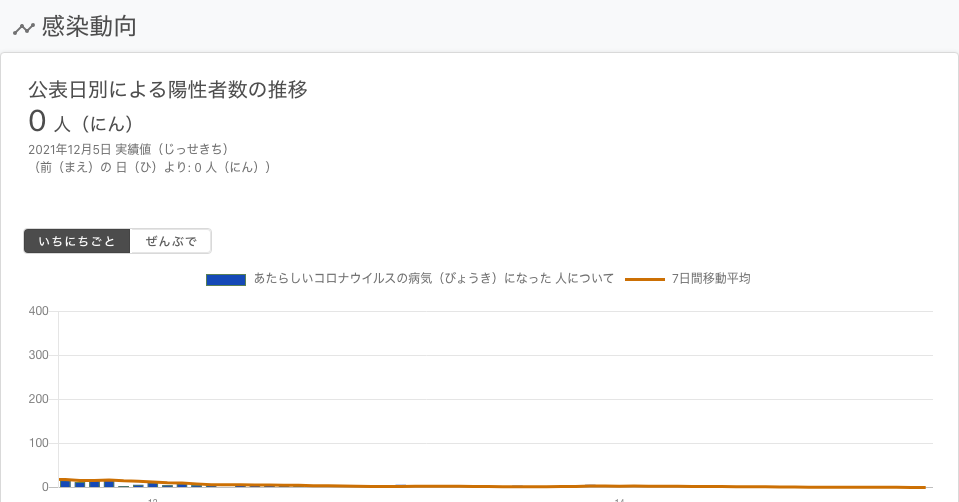 感染動向
公表日別による陽性者数の推移
0 人（にん）
2021年12月5日 実績値（じっせきち）
（前（まえ）の 日（ひ）より: 0 人（にん））
いちにちごと ぜんぶで
あたらしいコロナウイルスの病気（びょうき）になった 人について 7日間移動平均
400
300
200
100
0